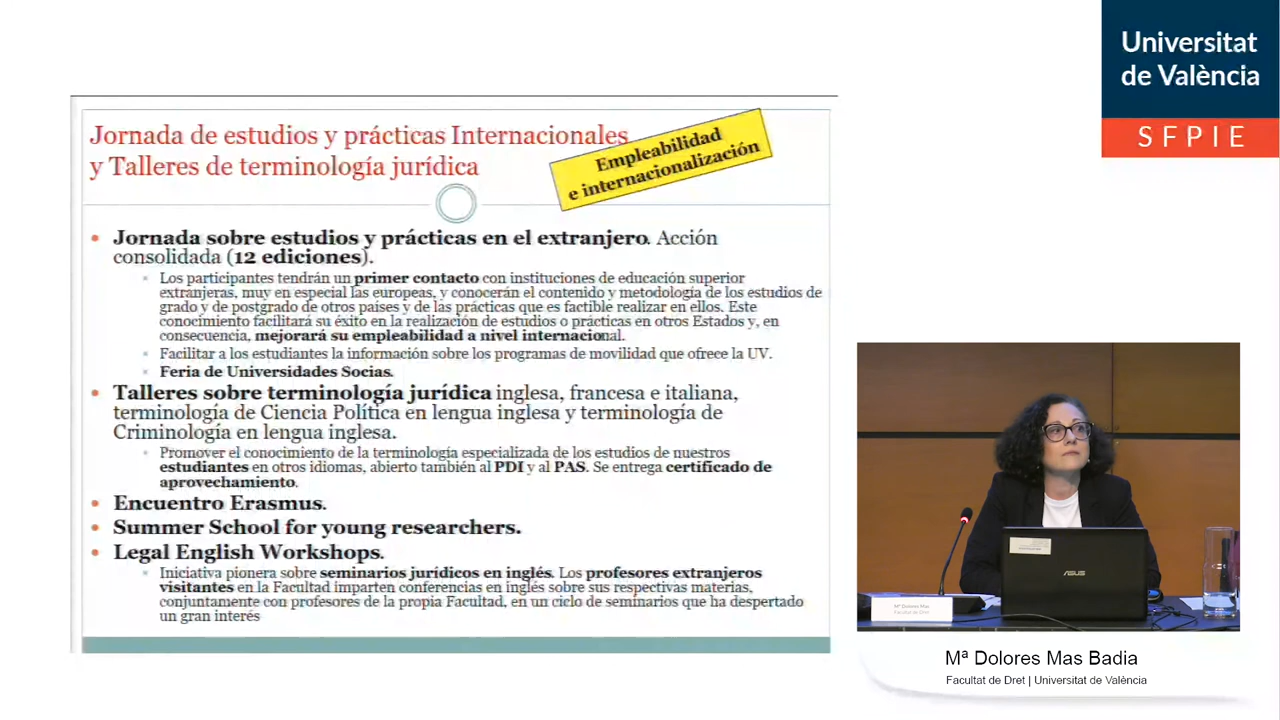 Universitat
de València
SFPIE
Jornada de estudios y prácticas Internacionales
y Talleres de terminología jurídica
Empleabilidad
e internacionalización
• Jornada sobre estudios y prácticas en el extranjero. Acción
consolidada (12 ediciones).
Los participantes tendrán un primer contacto con instituciones de educación superior
extranjeras, muy en especial las europeas, y conocerán el contenido y metodología de los estudios de
grado y de postgrado de otros países y de las prácticas que es factible realizar en ellos. Este
conocimiento facilitará su éxito en la realización de estudios o prácticas en otros Estados y, en
consecuencia, mejorará su empleabilidad a nivel internacional.
Facilitar a los estudiantes la información sobre los programas de movilidad que ofrece la UV.
Feria de Universidades Socias.
• Talleres sobre terminología jurídica inglesa, francesa e italiana,
terminología de Ciencia Política en lengua inglesa y terminología de
Criminología en lengua inglesa.
Promover el conocimiento de la terminología especializada de los estudios de nuestros
estudiantes en otros idiomas, abierto también al PDI y al PAS. Se entrega certificado de
aprovechamiento.
• Encuentro Erasmus.
• Summer School for young researchers.
• Legal English Workshops.
Iniciativa pionera sobre seminarios jurídicos en inglés. Los profesores extranjeros
visitantes en la Facultad imparten conferencias en inglés sobre sus respectivas materias,
conjuntamente con profesores de la propia Facultad, en un ciclo de seminarios que ha despertado
un gran interés
ASUS
Mª Dolores Mas
Facultat de Dret
Mª Dolores Mas Badia
Facultat de Dret | Universitat de València